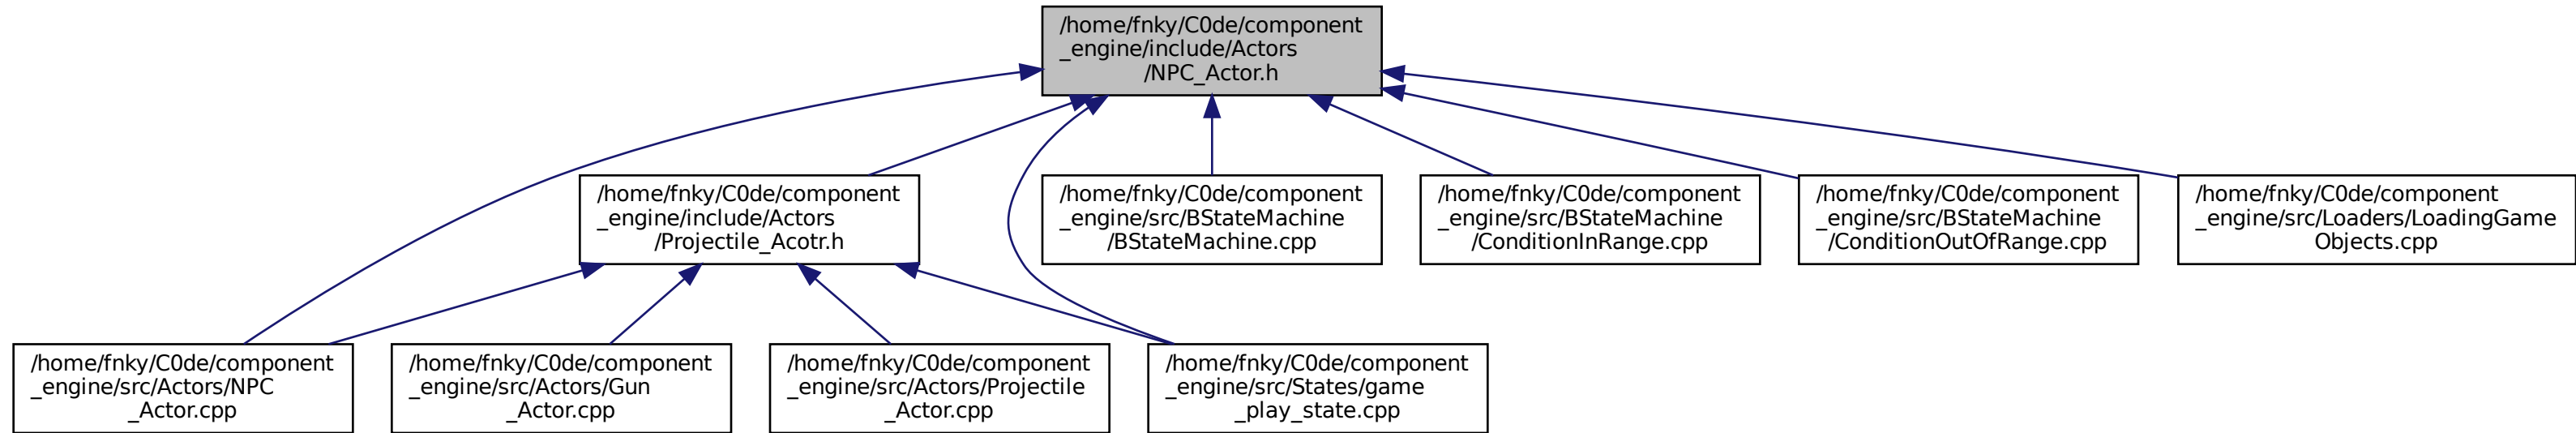 /home/fnky/C0de/component
_engine/include/Actors
/NPC_Actor.h
/home/fnky/C0de/component
_engine/include/Actors
/Projectile_Acotr.h
/home/fnky/C0de/component
_engine/src/BStateMachine
/BStateMachine.cpp
/home/fnky/C0de/component
_engine/src/BStateMachine
/ConditionInRange.cpp
/home/fnky/C0de/component
_engine/src/BStateMachine
/ConditionOutOfRange.cpp
/home/fnky/C0de/component
_engine/src/Loaders/LoadingGame
Objects.cpp
/home/fnky/C0de/component
_engine/src/Actors/NPC
_Actor.cpp
/home/fnky/C0de/component
_engine/src/Actors/Gun
_Actor.cpp
/home/fnky/C0de/component
_engine/src/Actors/Projectile
_Actor.cpp
/home/fnky/C0de/component
_engine/src/States/game
_play_state.cpp